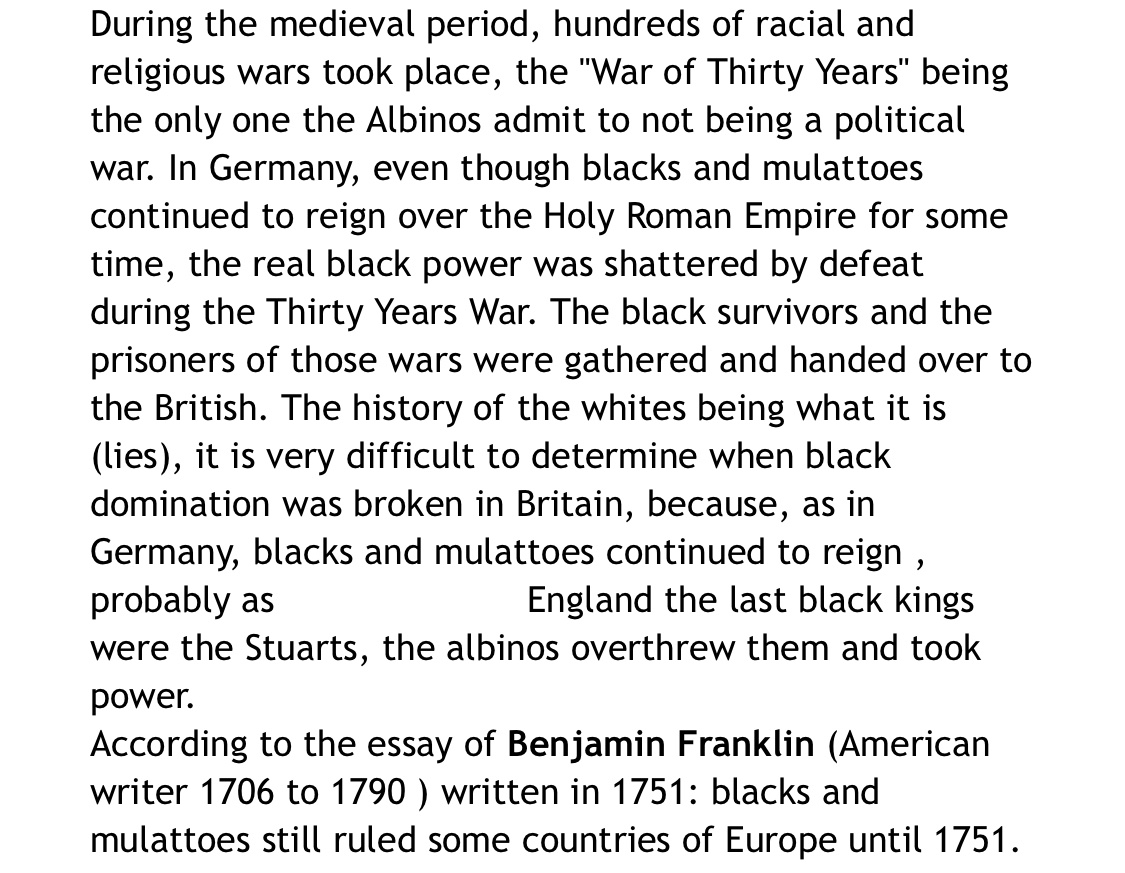 During the medieval period, hundreds of racial and
religious wars took place, the "War of Thirty Years" being
the only one the Albinos admit to not being a political
war. In Germany, even though blacks and mulattoes
continued to reign over the Holy Roman Empire for some
time, the real black power was shattered by defeat
during the Thirty Years War. The black survivors and the
prisoners of those wars were gathered and handed over to
the British. The history of the whites being what it is
(lies), it is very difficult to determine when black
domination was broken in Britain, because, as in
Germany, blacks and mulattoes continued to reign ,
probably as England the last black kings
were the Stuarts, the albinos overthrew them and took
power.
According to the essay of Benjamin Franklin (American
writer 1706 to 1790 ) written in 1751: blacks and
mulattoes still ruled some countries of Europe until 1751.